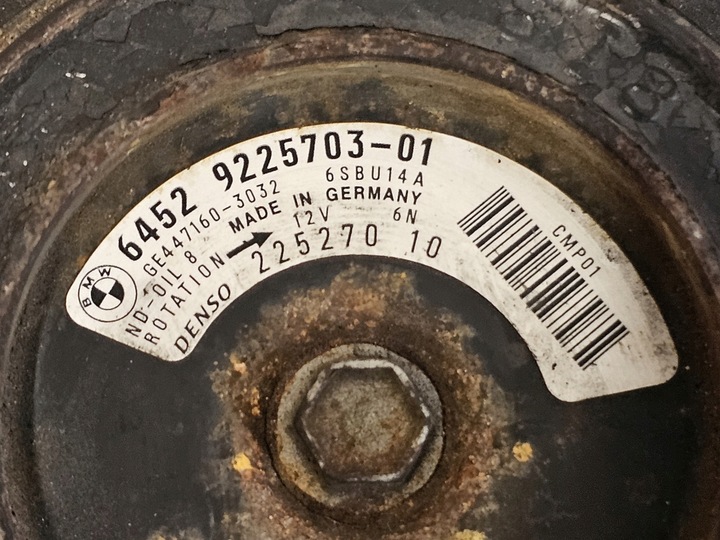 BMW
6452 9225703-01
GE447160-3032 6SBU14A
ND-OIL 8 MADE IN GERMANY
ROTATION 12V 6N
DENSO 225270 10
CMP01